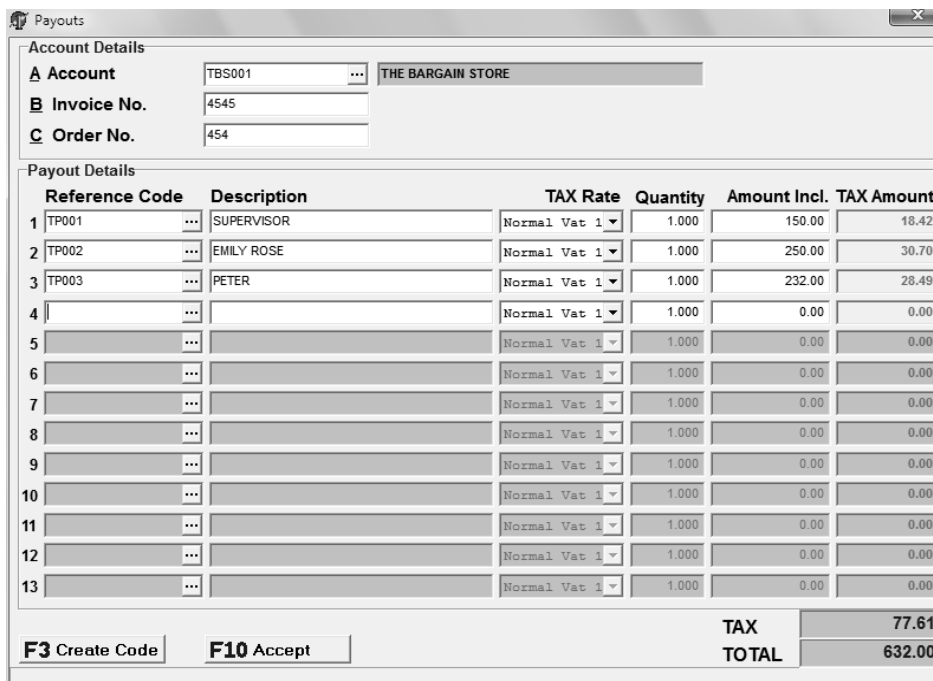 Payouts
Account Details
A Account TBS001 ... THE BARGAIN STORE
B Invoice No. 4545
C Order No. 454
Payout Details
Reference Code Description TAX Rate Quantity Amount Incl. TAX Amount
1 TP001 ... SUPERVISOR Normal Vat 1 1.000 150.00 18.42
2 TP002 ... EMILY ROSE Normal Vat 1 1.000 250.00 30.70
3 TP003 ... PETER Normal Vat 1 1.000 232.00 28.49
4 ... Normal Vat 1 1.000 0.00 0.00
5 ... Normal Vat 1 1.000 0.00 0.00
6 ... Normal Vat 1 1.000 0.00 0.00
7 ... Normal Vat 1 1.000 0.00 0.00
8 ... Normal Vat 1 1.000 0.00 0.00
9 ... Normal Vat 1 1.000 0.00 0.00
10 ... Normal Vat 1 1.000 0.00 0.00
11 ... Normal Vat 1 1.000 0.00 0.00
12 ... Normal Vat 1 1.000 0.00 0.00
13 ... Normal Vat 1 1.000 0.00 0.00
TAX 77.61
F3 Create Code F10 Accept TOTAL 632.00